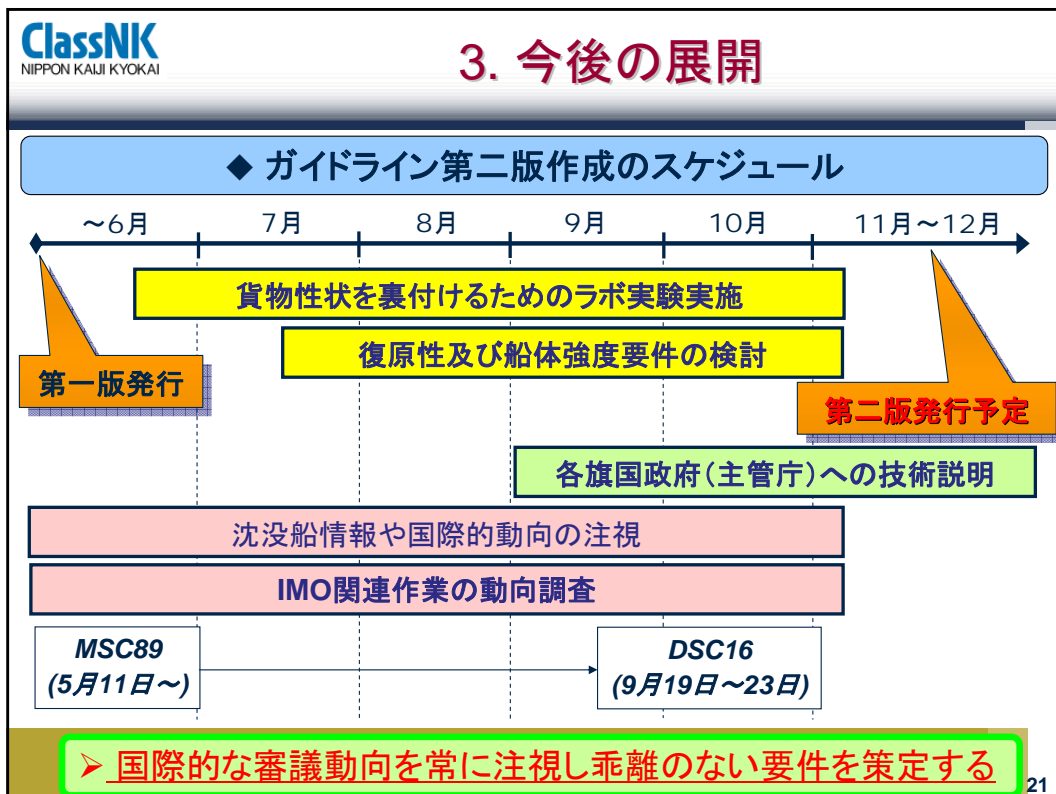 ClassNK
NIPPON KAIJI KYOKAI
3. 今後の展開
◆ ガイドライン第二版作成のスケジュール
～6月 7月 8月 9月 10月 11月～12月
貨物性状を裏付けるためのラボ実験実施
復原性及び船体強度要件の検討
第一版発行
第二版発行予定
各旗国政府(主管庁)への技術説明
沈没船情報や国際的動向の注視
IMO関連作業の動向調査
MSC89
(5月11日～)
DSC16
(9月19日～23日)
➢ 国際的な審議動向を常に注視し乖離のない要件を策定する
21